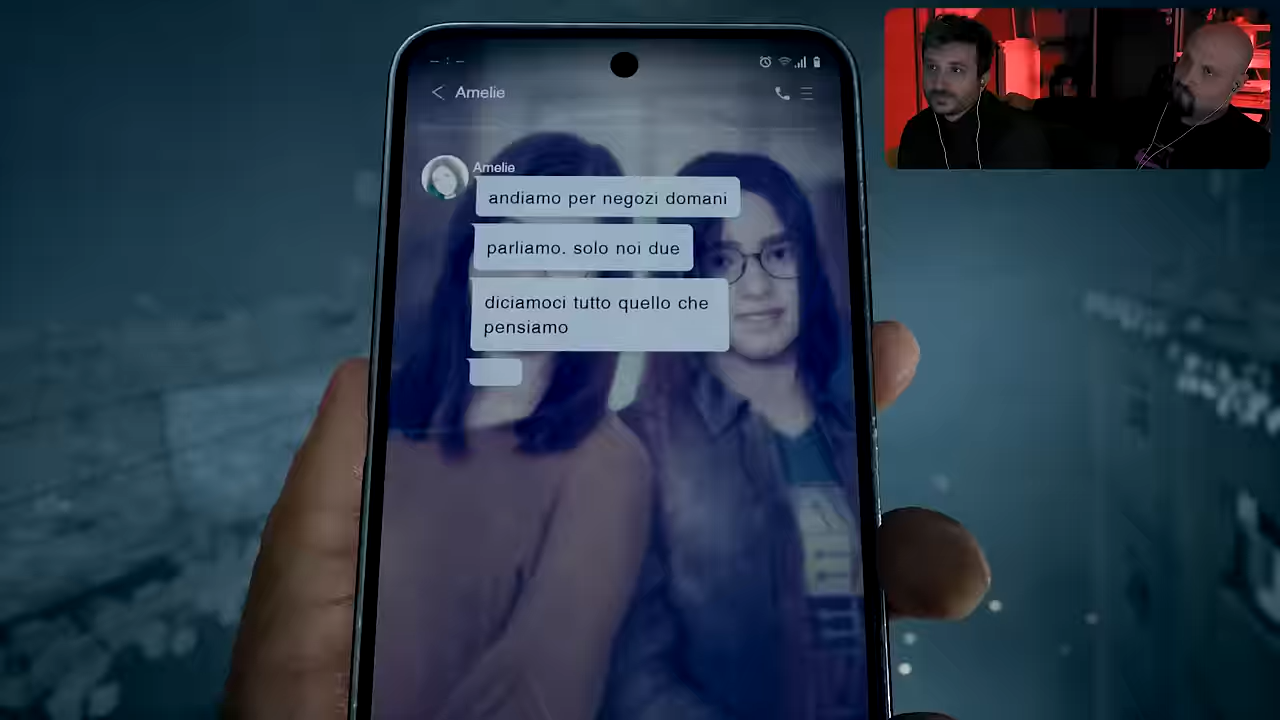 Amelie
Amelie
andiamo per negozi domani
parliamo. solo noi due
diciamoci tutto quello che
pensiamo